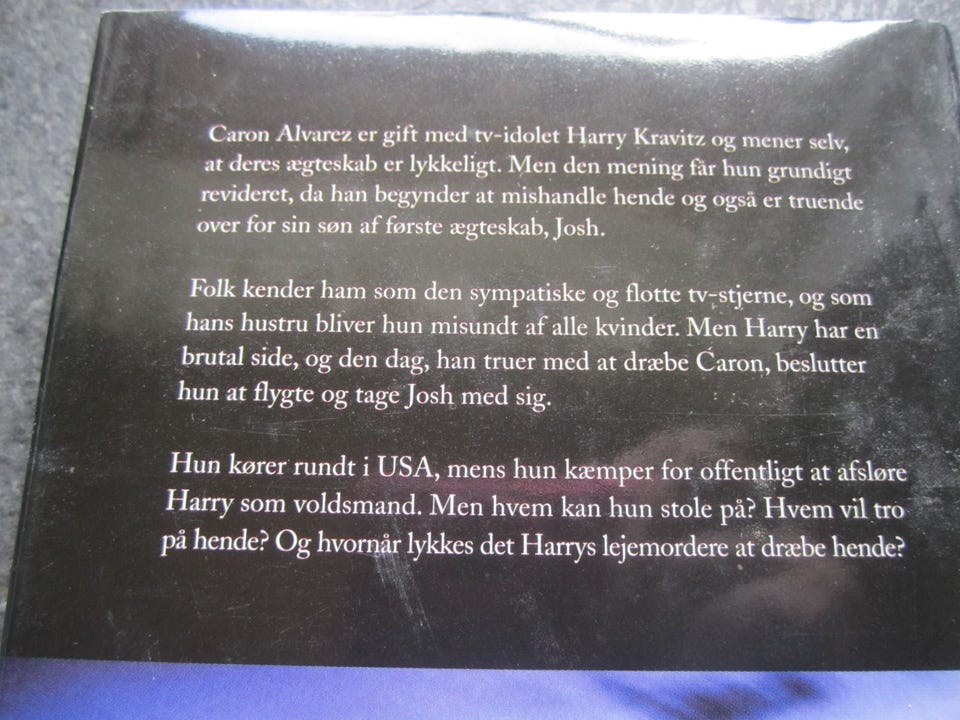 Caron Alvarez er gift med tv-idolet Harry Kravitz og mener selv,
at deres ægteskab er lykkeligt. Men den mening får hun grundigt
revideret, da han begynder at mishandle hende og også er truende
over for sin søn af første ægteskab, Josh.
Folk kender ham som den sympatiske og flotte tv-stjerne, og som
hans hustru bliver hun misundt af alle kvinder. Men Harry har en
brutal side, og den dag, han truer med at dræbe Caron, beslutter
hun at flygte og tage Josh med sig.
Hun kører rundt i USA, mens hun kæmper for offentligt at afsløre
Harry som voldsmand. Men hvem kan hun stole på? Hvem vil tro
på hende? Og hvornår lykkes det Harrys lejemordere at dræbe hende?